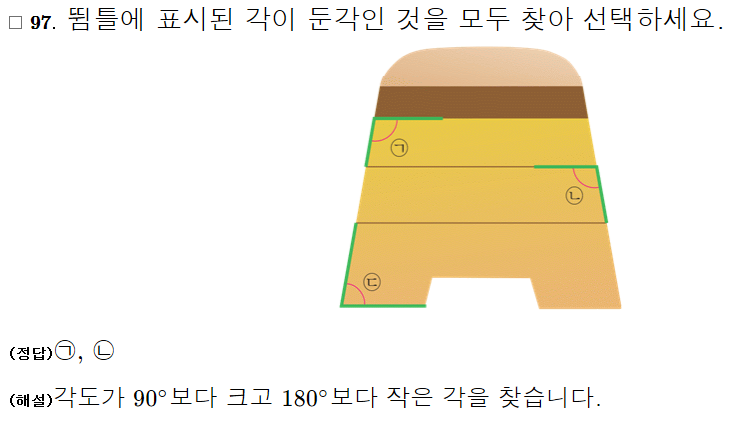 □ 97. 뜀틀에 표시된 각이 둔각인 것을 모두 찾아 선택하세요.
㉠
㉡
㉢
(정답)㉠, ㉡
(해설)각도가 90°보다 크고 180°보다 작은 각을 찾습니다.